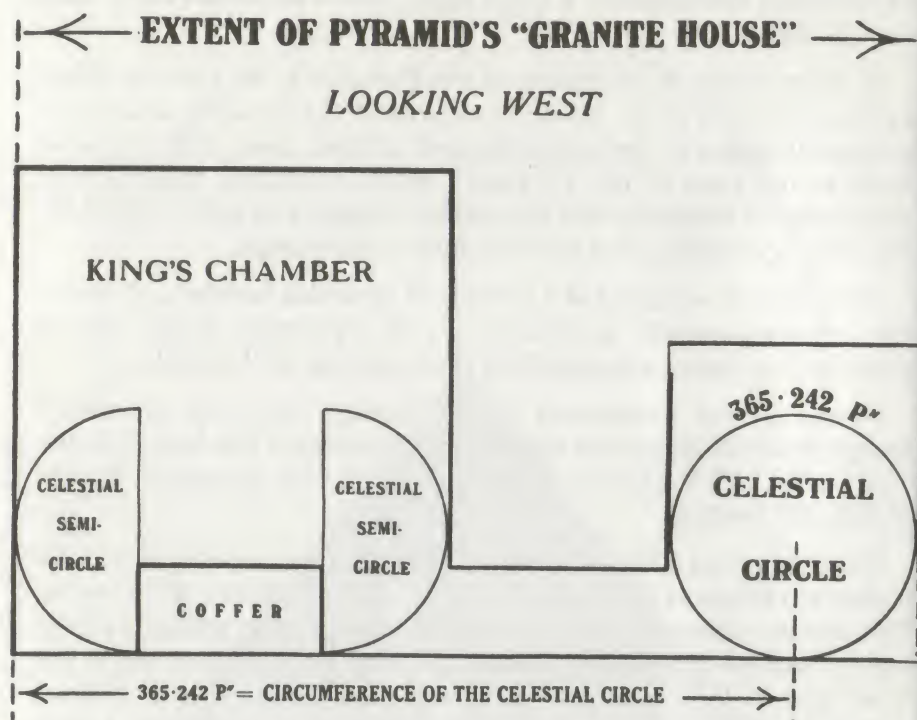 EXTENT OF PYRAMID'S "GRANITE HOUSE"
LOOKING WEST
KING'S CHAMBER
CELESTIAL
SEMI-
CIRCLE
COFFER
CELESTIAL
SEMI-
CIRCLE
365·242 P″
CELESTIAL
CIRCLE
365·242 P″= CIRCUMFERENCE OF THE CELESTIAL CIRCLE